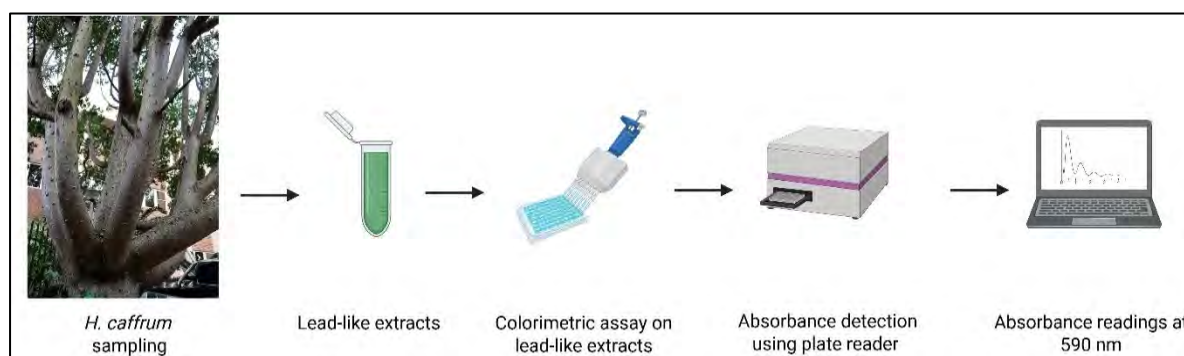 H. caffrum
sampling
Lead-like extracts
Colorimetric assay on
lead-like extracts
Absorbance detection
using plate reader
Absorbance readings at
590 nm